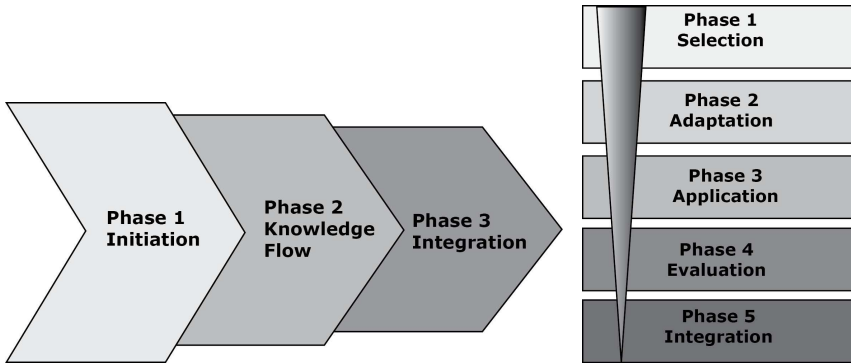 Phase 1
Initiation
Phase 2
Knowledge
Flow
Phase 3
Integration
Phase 1
Selection
Phase 2
Adaptation
Phase 3
Application
Phase 4
Evaluation
Phase 5
Integration